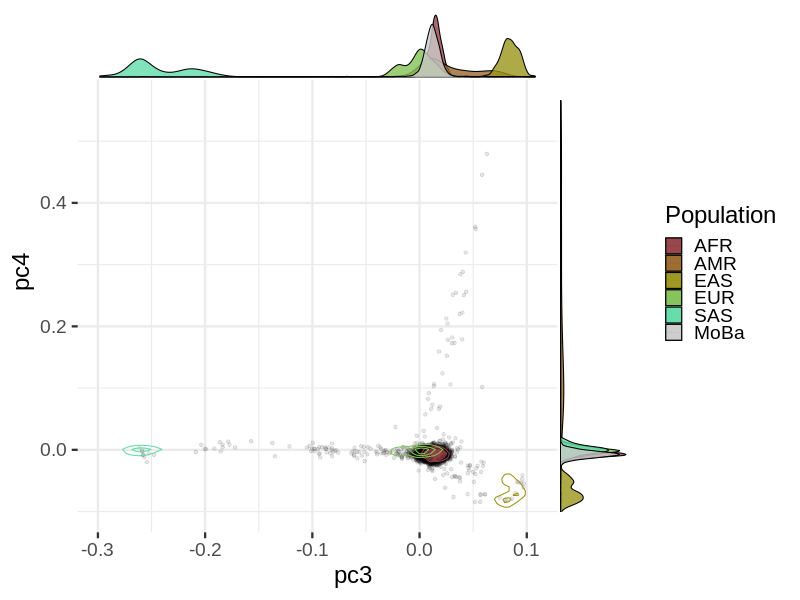 0.4
0.2
0.0
-0.3 -0.2 -0.1 0.0 0.1
pc3
pc4
Population
AFR
AMR
EAS
EUR
SAS
MoBa